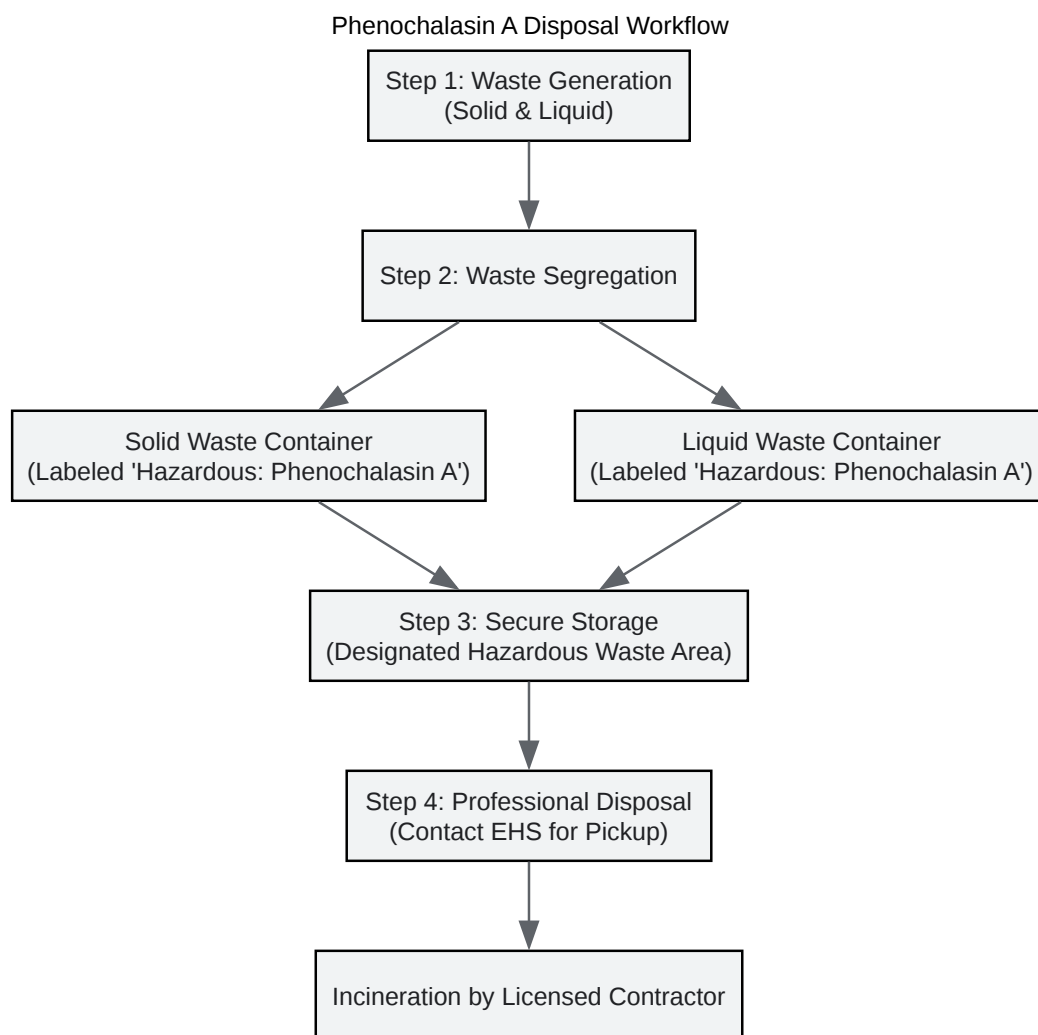 Phenochalasin A Disposal Workflow
Step 1: Waste Generation
(Solid & Liquid)
Step 2: Waste Segregation
Solid Waste Container
(Labeled 'Hazardous: Phenochalasin A')
Liquid Waste Container
(Labeled 'Hazardous: Phenochalasin A')
Step 3: Secure Storage
(Designated Hazardous Waste Area)
Step 4: Professional Disposal
(Contact EHS for Pickup)
Incineration by Licensed Contractor